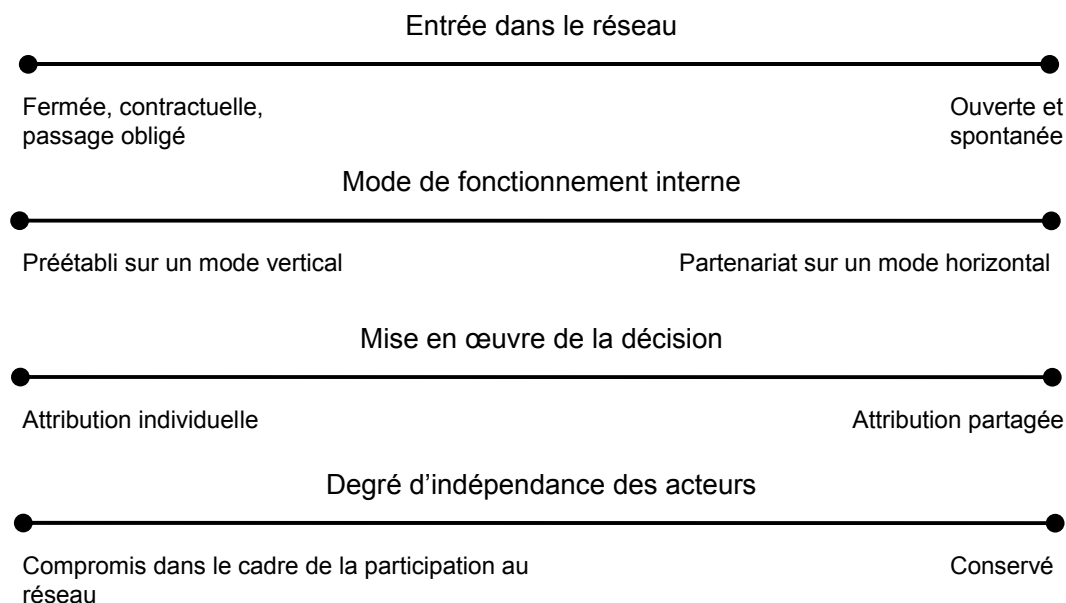 Entrée dans le réseau
Fermée, contractuelle,
passage obligé
Ouverte et
spontanée
Mode de fonctionnement interne
Préétabli sur un mode vertical
Partenariat sur un mode horizontal
Mise en œuvre de la décision
Attribution individuelle
Attribution partagée
Degré d’indépendance des acteurs
Compromis dans le cadre de la participation au
réseau
Conservé